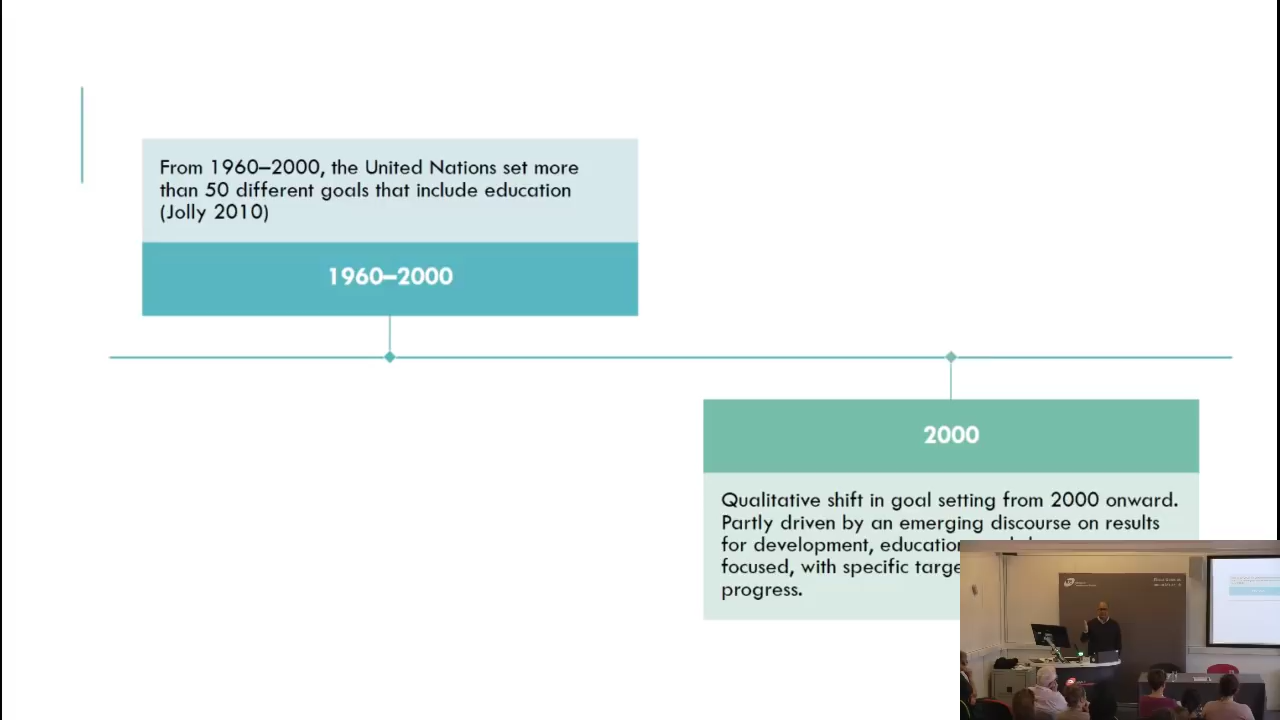 From 1960–2000, the United Nations set more
than 50 different goals that include education
(Jolly 2010)
1960–2000
2000
Qualitative shift in goal setting from 2000 onward.
Partly driven by an emerging discourse on results
for development, education
focused, with specific
progress.